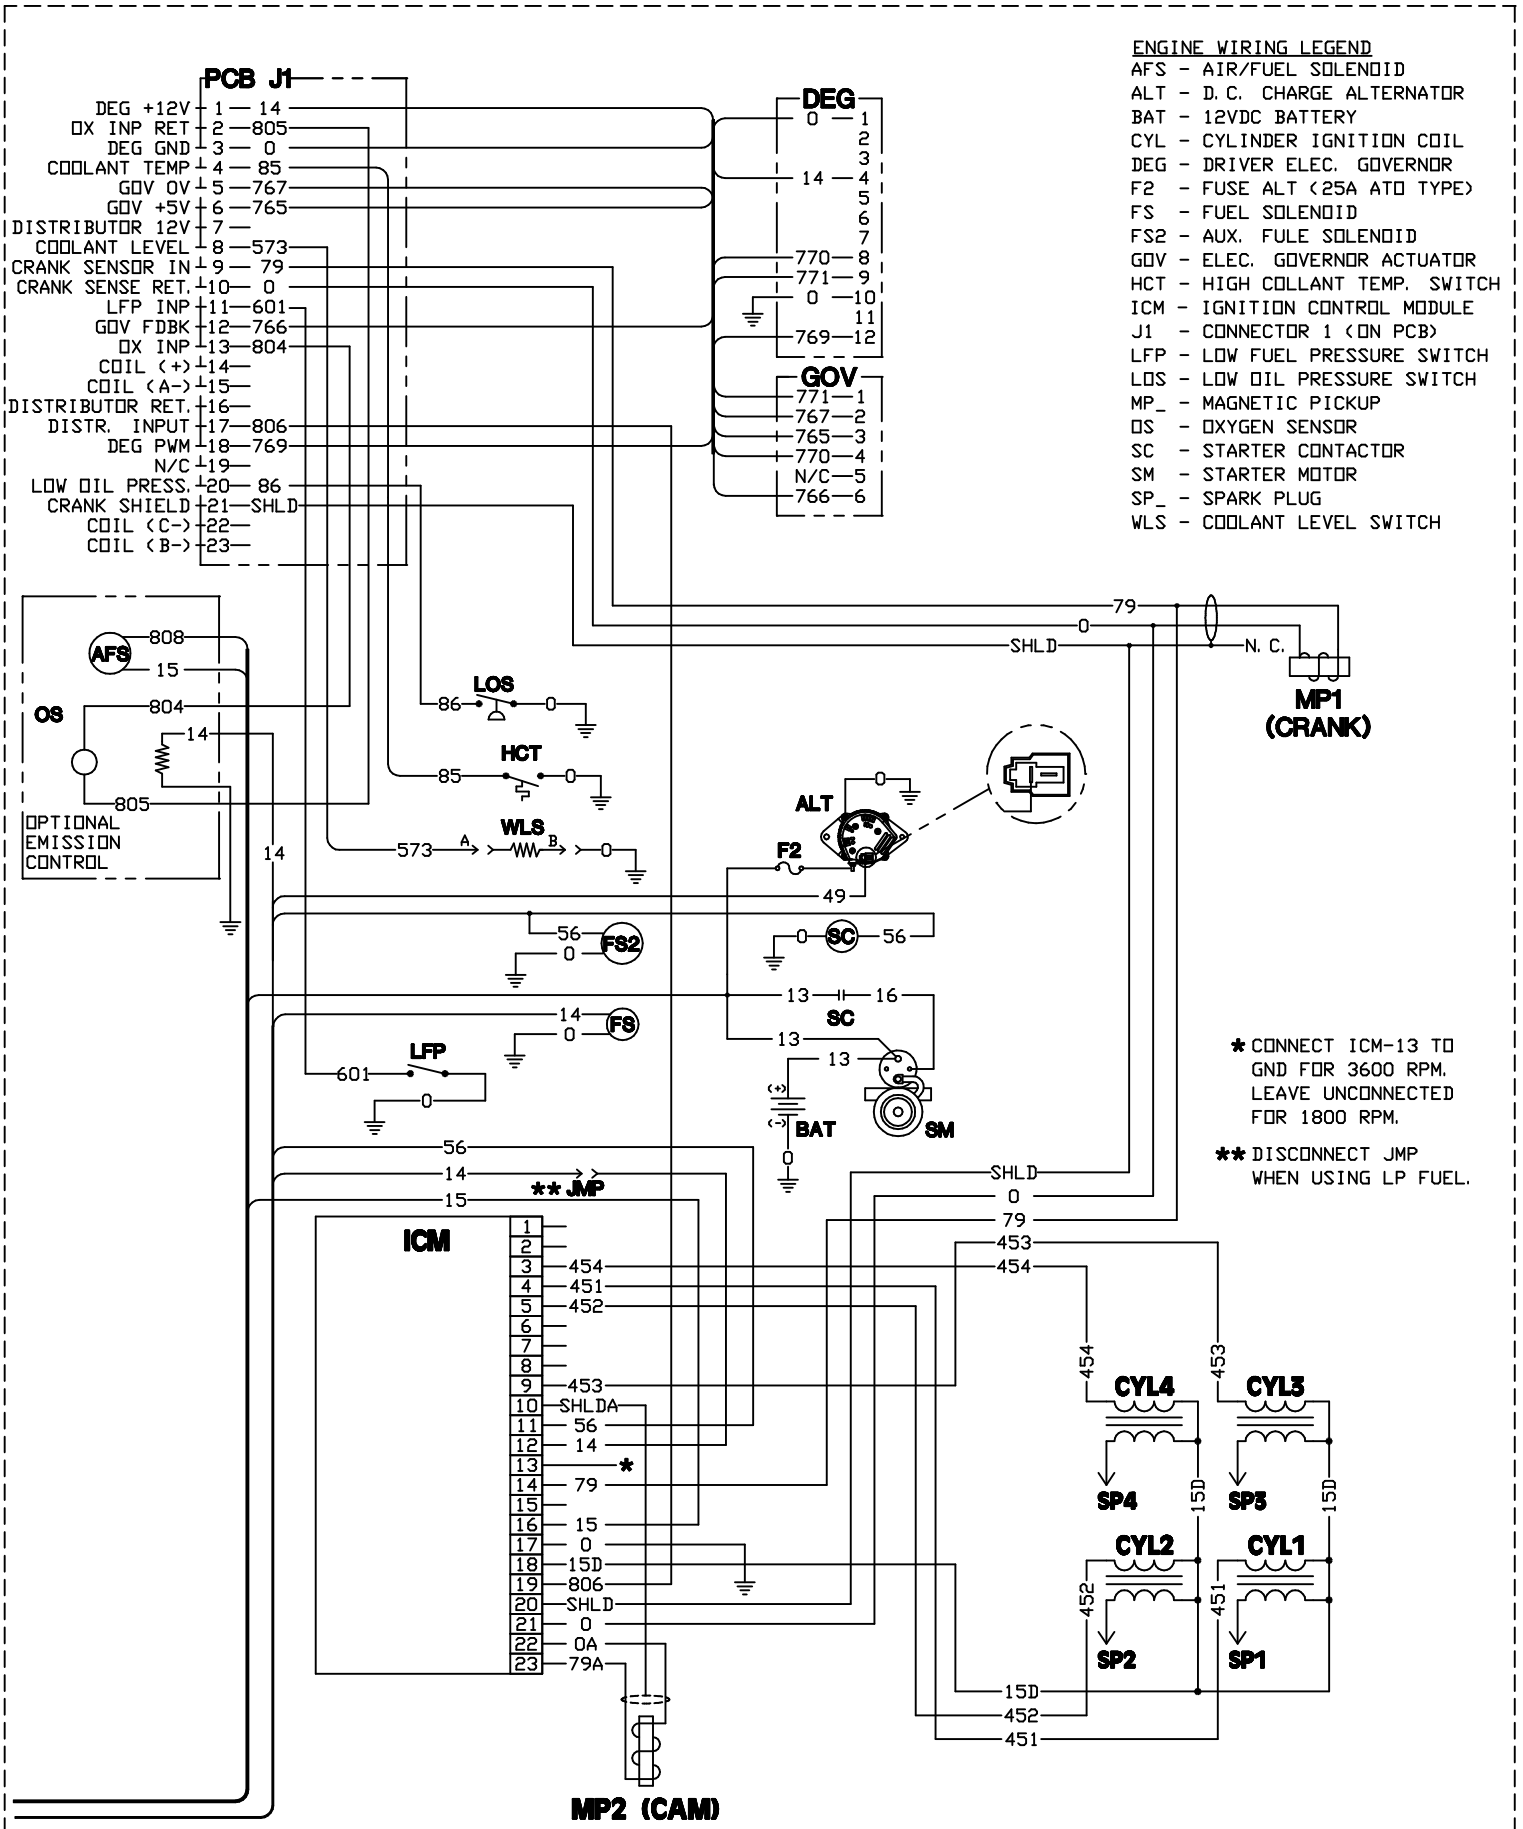 PCB J1
DEG +12V 1 14
OX INP RET 2 805
DEG GND 3 0
COOLANT TEMP 4 85
GOV 0V 5 767
GOV +5V 6 765
DISTRIBUTOR 12V 7
COOLANT LEVEL 8 573
CRANK SENSOR IN 9 79
CRANK SENSE RET. 10 0
LFP INP 11 601
GOV FDBK 12 766
OX INP 13 804
COIL (+) 14
COIL (A-) 15
DISTRIBUTOR RET. 16
DISTR. INPUT 17 806
DEG PWM 18 769
N/C 19
LOW OIL PRESS. 20 86
CRANK SHIELD 21 SHLD
COIL (C-) 22
COIL (B-) 23
DEG
0 1
2
3
14 4
5
6
7
770 8
771 9
0 10
11
769 12
GOV
771 1
767 2
765 3
770 4
N/C 5
766 6
ENGINE WIRING LEGEND
AFS - AIR/FUEL SOLENOID
ALT - D.C. CHARGE ALTERNATOR
BAT - 12VDC BATTERY
CYL - CYLINDER IGNITION COIL
DEG - DRIVER ELEC. GOVERNOR
F2 - FUSE ALT (25A ATO TYPE)
FS - FUEL SOLENOID
FS2 - AUX. FULE SOLENOID
GOV - ELEC. GOVERNOR ACTUATOR
HCT - HIGH COLLANT TEMP. SWITCH
ICM - IGNITION CONTROL MODULE
J1 - CONNECTOR 1 (ON PCB)
LFP - LOW FUEL PRESSURE SWITCH
LOS - LOW OIL PRESSURE SWITCH
MP_ - MAGNETIC PICKUP
OS - OXYGEN SENSOR
SC - STARTER CONTACTOR
SM - STARTER MOTOR
SP_ - SPARK PLUG
WLS - COOLANT LEVEL SWITCH
79
0
SHLD N.C.
MP1
(CRANK)
AFS
808
15
OS
804
14
805
OPTIONAL
EMISSION
CONTROL
14
LOS
86 0
HCT
85 0
WLS
573 A B 0
ALT
0
F2
49
56
0
FS2
0 SC 56
13 16
SC
14
0
FS
13
13
(+)
(-)
BAT
SM
0
LFP
601
0
* CONNECT ICM-13 TO
GND FOR 3600 RPM.
LEAVE UNCONNECTED
FOR 1800 RPM.
** DISCONNECT JMP
WHEN USING LP FUEL.
56
14
** JMP
15
SHLD
0
79
453
454
ICM
1
2
3 454
4 451
5 452
6
7
8
9 453
10 SHLDA
11 56
12 14
13 *
14 79
15
16 15
17 0
18 15D
19 806
20 SHLD
21 0
22 0A
23 79A
454
453
CYL4
CYL3
SP4
15D
SP3
15D
CYL2
CYL1
452
451
SP2
SP1
15D
452
451
MP2 (CAM)